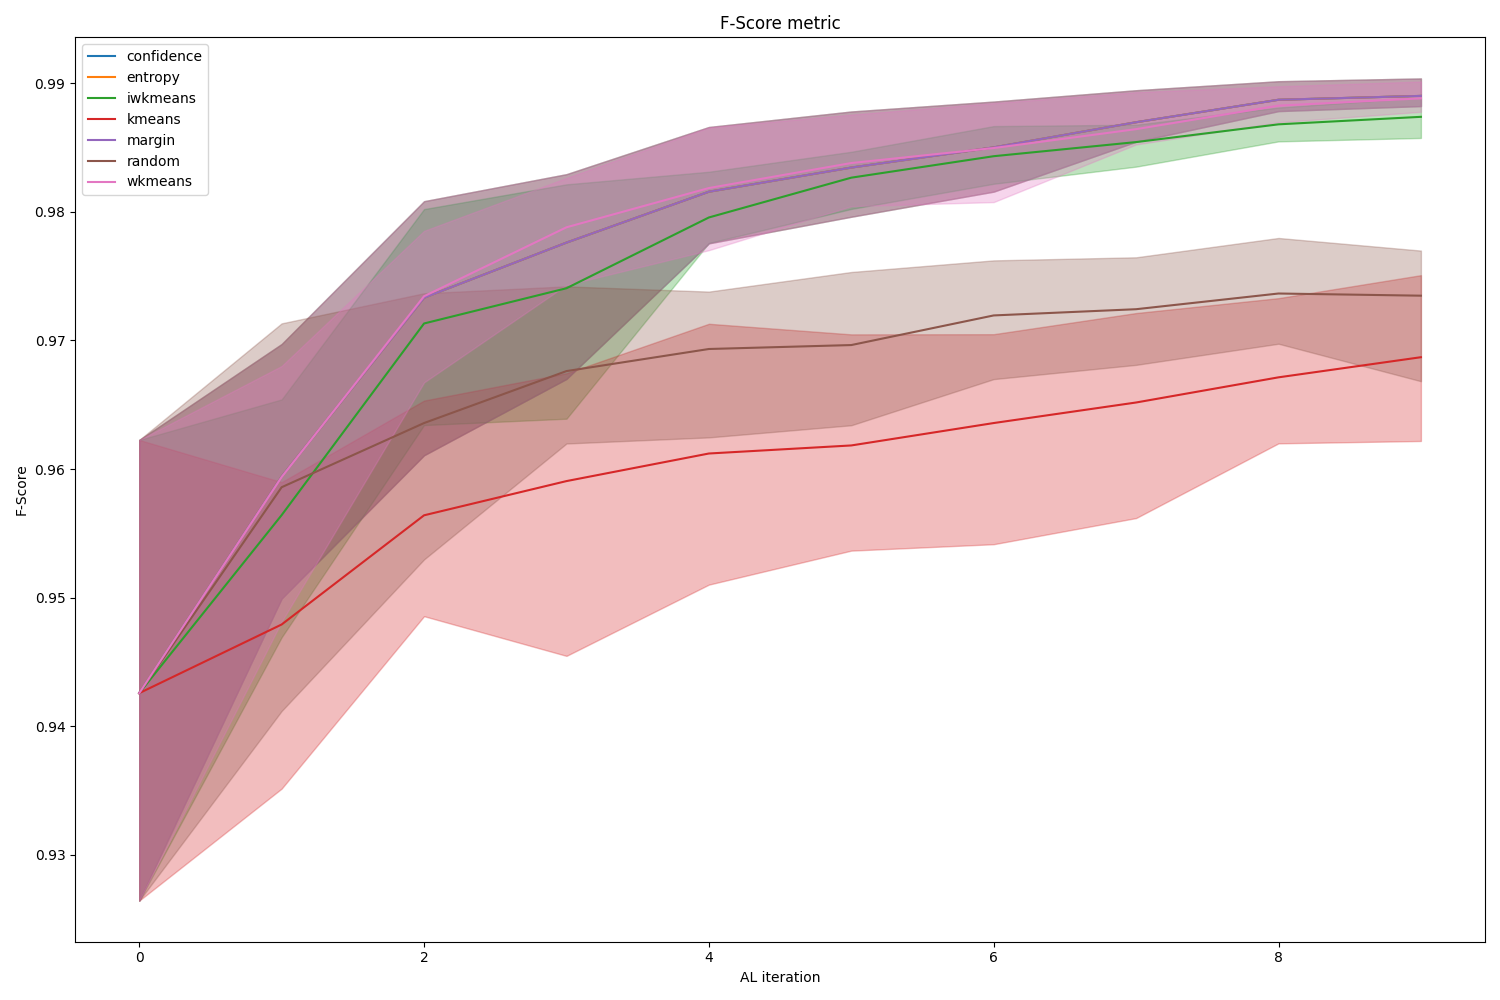 F-Score metric
confidence
entropy
iwkmeans
kmeans
margin
random
wkmeans
0.99
0.98
0.97
0.96
0.95
0.94
0.93
F-Score
0 2 4 6 8
AL iteration